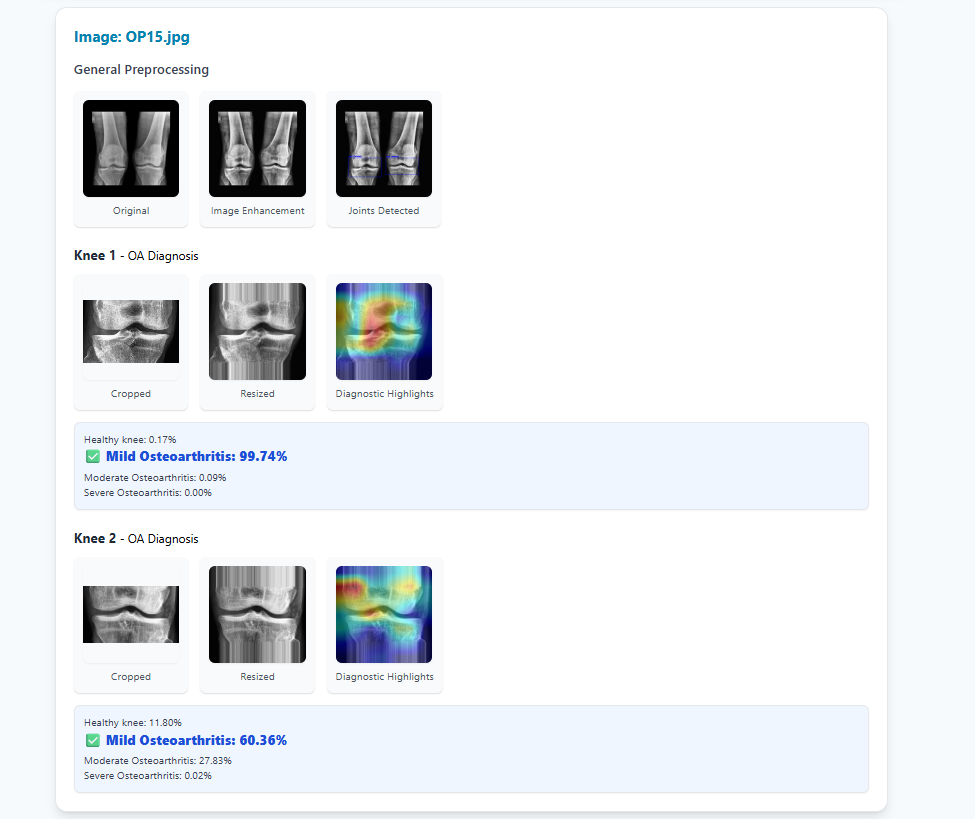 Image: OP15.jpg
General Preprocessing
Original
Image Enhancement
Joints Detected
Knee 1 - OA Diagnosis
Cropped
Resized
Diagnostic Highlights
Healthy knee: 0.17%
✅ Mild Osteoarthritis: 99.74%
Moderate Osteoarthritis: 0.09%
Severe Osteoarthritis: 0.00%
Knee 2 - OA Diagnosis
Cropped
Resized
Diagnostic Highlights
Healthy knee: 11.80%
✅ Mild Osteoarthritis: 60.36%
Moderate Osteoarthritis: 27.83%
Severe Osteoarthritis: 0.02%